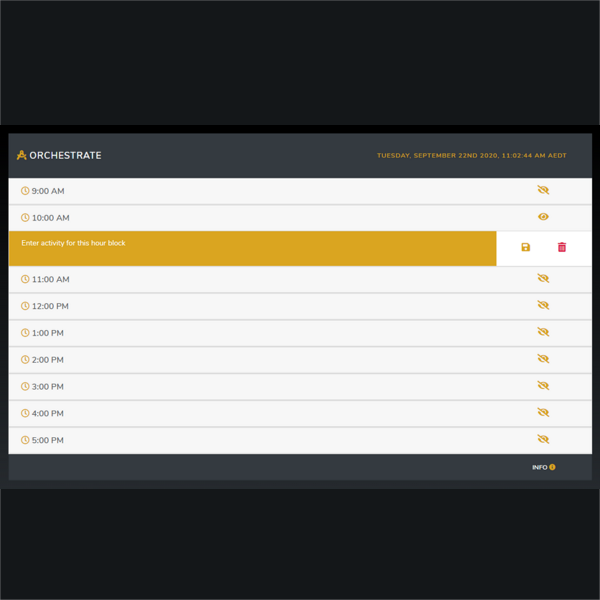 ORCHESTRATE
TUESDAY, SEPTEMBER 22ND 2020, 11:02:44 AM AEDT
9:00 AM
10:00 AM
Enter activity for this hour block
11:00 AM
12:00 PM
1:00 PM
2:00 PM
3:00 PM
4:00 PM
5:00 PM
INFO